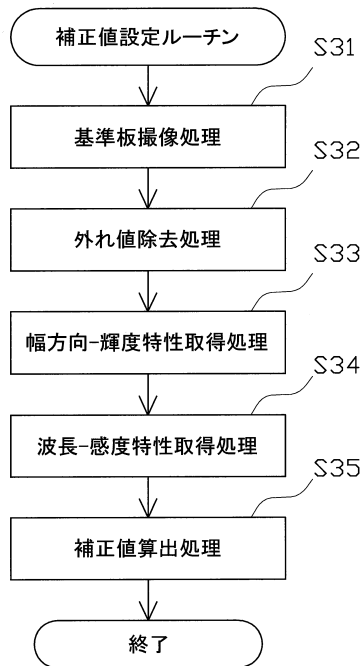 補正値設定ルーチン
S31
基準板撮像処理
S32
外れ値除去処理
S33
幅方向-輝度特性取得処理
S34
波長-感度特性取得処理
S35
補正値算出処理
終了